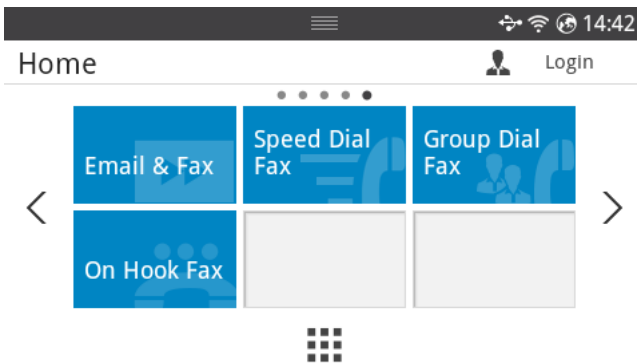 14:42
Home
Login
Email & Fax
Speed Dial
Fax
Group Dial
Fax
On Hook Fax